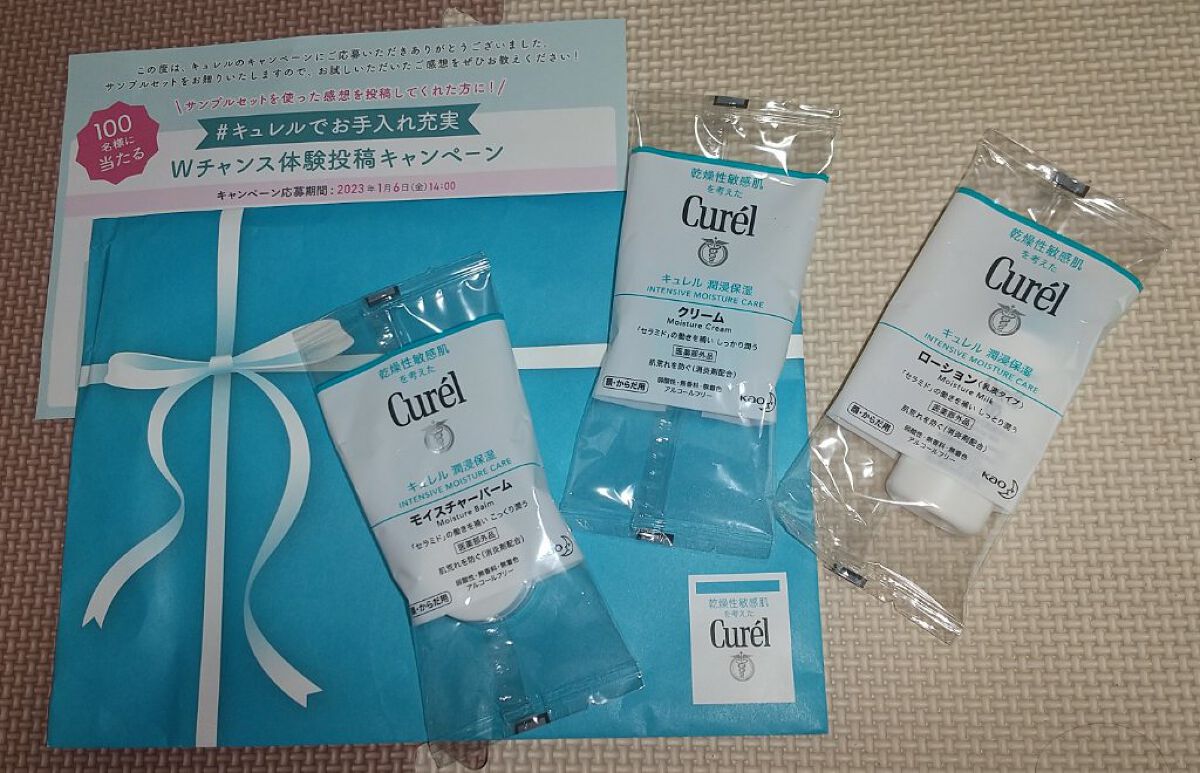 この度は、キュレルのキャンペーンにご応募いただきありがとうございました。
サンプルセットをお贈りいたしますので、お試しいただいたご感想をぜひお教えください!
サンプルセットを使った感想を投稿してくれた方に!
100
名様に
当たる
#キュレルでお手入れ充実
Wチャンス体験投稿キャンペーン
キャンペーン応募期間:2023年1月6日(金)14:00
乾燥性敏感肌
を考えた
Curél
キュレル 潤浸保湿
INTENSIVE MOISTURE CARE
モイスチャーバーム
Moisture Balm
「セラミド」の働きを補い こっくり潤う
医薬部外品
肌荒れを防ぐ(消炎剤配合)
弱酸性・無香料・無着色
アルコールフリー
顔・からだ用
Kao
乾燥性敏感肌
を考えた
Curél
キュレル 潤浸保湿
INTENSIVE MOISTURE CARE
クリーム
Moisture Cream
「セラミド」の働きを補い しっかり潤う
医薬部外品
肌荒れを防ぐ(消炎剤配合)
顔・からだ用
弱酸性・無香料・無着色
アルコールフリー
Kao
乾燥性敏感肌
を考えた
Curél
キュレル 潤浸保湿
INTENSIVE MOISTURE CARE
ローション(乳液タイプ)
Moisture Milk
「セラミド」の働きを補い しっとり潤う
医薬部外品
肌荒れを防ぐ(消炎剤配合)
顔・からだ用
弱酸性・無香料・無着色
アルコールフリー
Kao
乾燥性敏感肌
を考えた
Curél